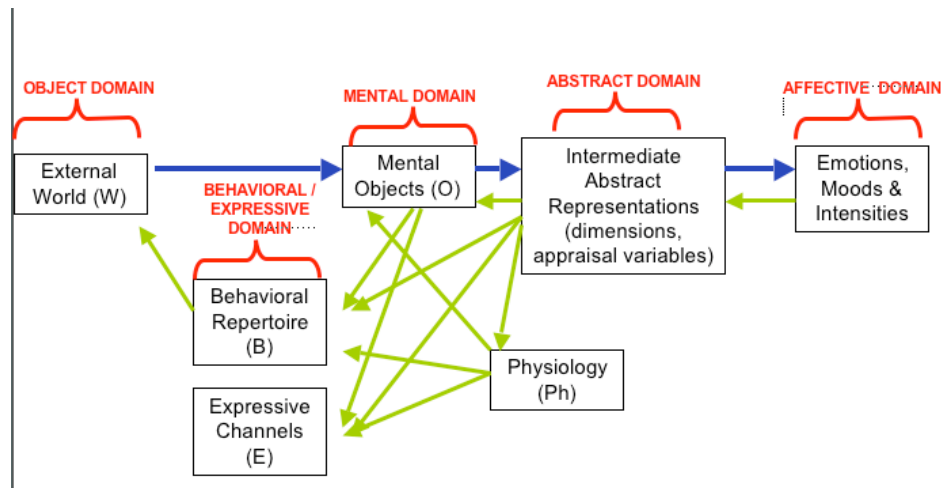 OBJECT DOMAIN
MENTAL DOMAIN
ABSTRACT DOMAIN
AFFECTIVE DOMAIN
External
World (W)
Mental
Objects (O)
Intermediate
Abstract
Representations
(dimensions,
appraisal variables)
Emotions,
Moods &
Intensities
BEHAVIORAL /
EXPRESSIVE
DOMAIN
Behavioral
Repertoire
(B)
Physiology
(Ph)
Expressive
Channels
(E)